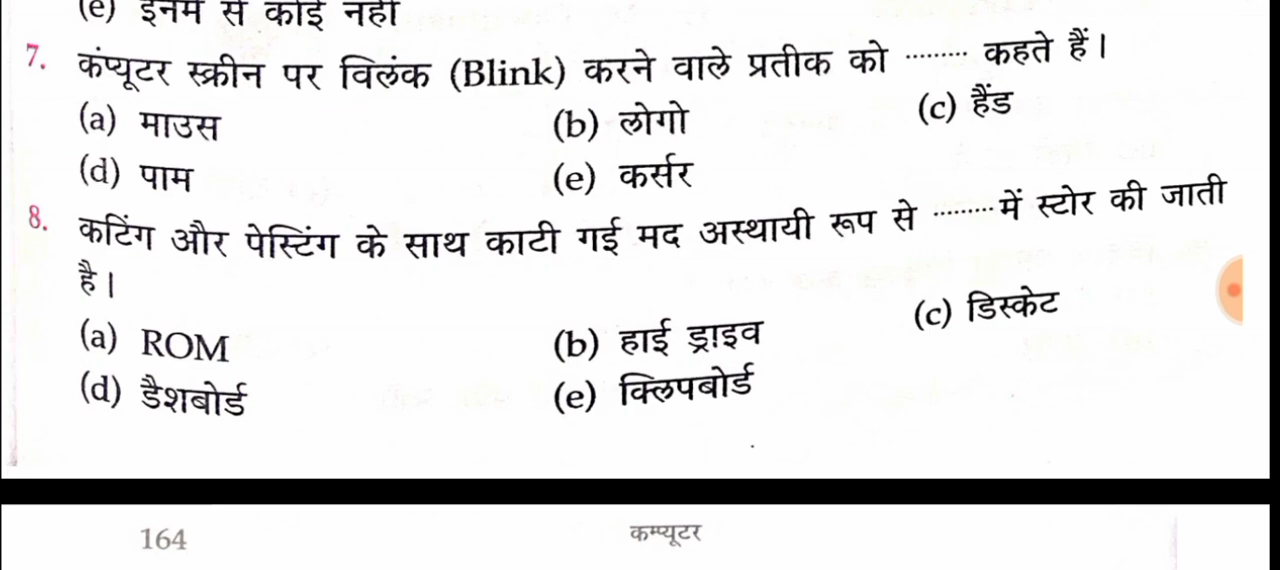 (e) इनमें से कोई नहीं
7. कंप्यूटर स्क्रीन पर विलंक (Blink) करने वाले प्रतीक को ........ कहते हैं।
(a) माउस (b) लोगो (c) हैंड
(d) पाम (e) कर्सर
8. कटिंग और पेस्टिंग के साथ काटी गई मद अस्थायी रूप से ......... में स्टोर की जाती
है।
(a) ROM (b) हाई ड्राइव (c) डिस्केट
(d) डैशबोर्ड (e) क्लिपबोर्ड
164 कम्प्यूटर